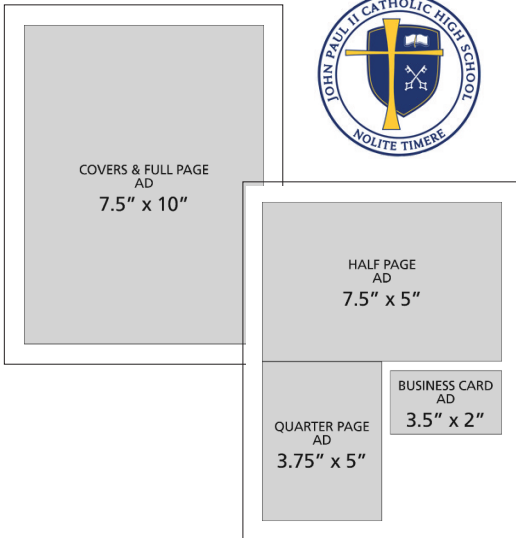 JOHN PAUL II CATHOLIC HIGH SCHOOL
NOLITE TIMERE
COVERS & FULL PAGE
AD
7.5” x 10”
HALF PAGE
AD
7.5” x 5”
BUSINESS CARD
AD
3.5” x 2”
QUARTER PAGE
AD
3.75” x 5”